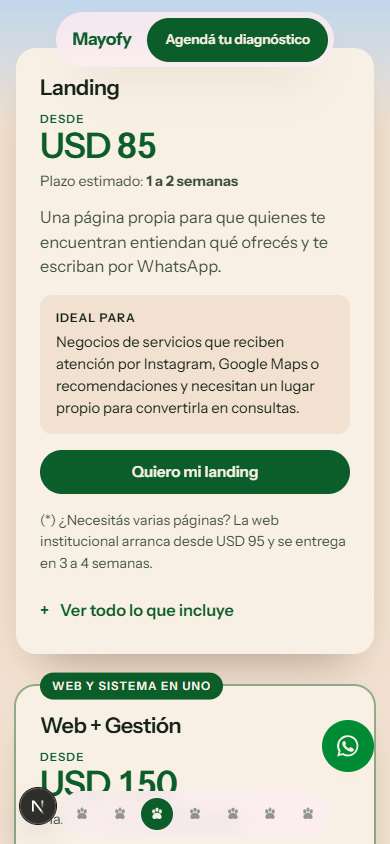 Mayofy
Agendá tu diagnóstico
Landing
DESDE
USD 85
Plazo estimado: 1 a 2 semanas
Una página propia para que quienes te
encuentran entiendan qué ofrecés y te
escriban por WhatsApp.
IDEAL PARA
Negocios de servicios que reciben
atención por Instagram, Google Maps o
recomendaciones y necesitan un lugar
propio para convertirla en consultas.
Quiero mi landing
(*) ¿Necesitás varias páginas? La web
institucional arranca desde USD 95 y se entrega
en 3 a 4 semanas.
+ Ver todo lo que incluye
WEB Y SISTEMA EN UNO
Web + Gestión
DESDE
USD 150
N